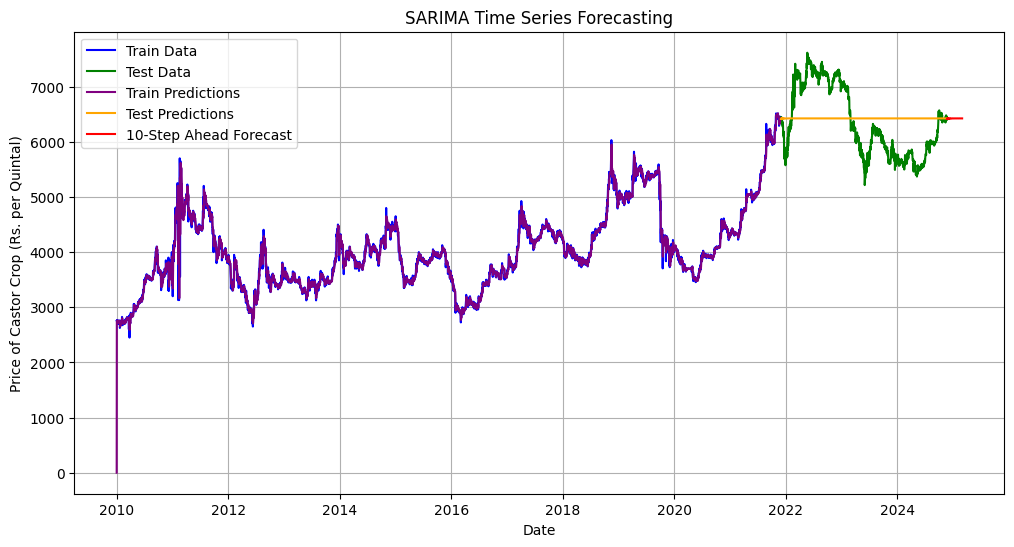 SARIMA Time Series Forecasting
Train Data
Test Data
Train Predictions
Test Predictions
10-Step Ahead Forecast
Price of Castor Crop (Rs. per Quintal)
7000
6000
5000
4000
3000
2000
1000
0
2010 2012 2014 2016 2018 2020 2022 2024
Date